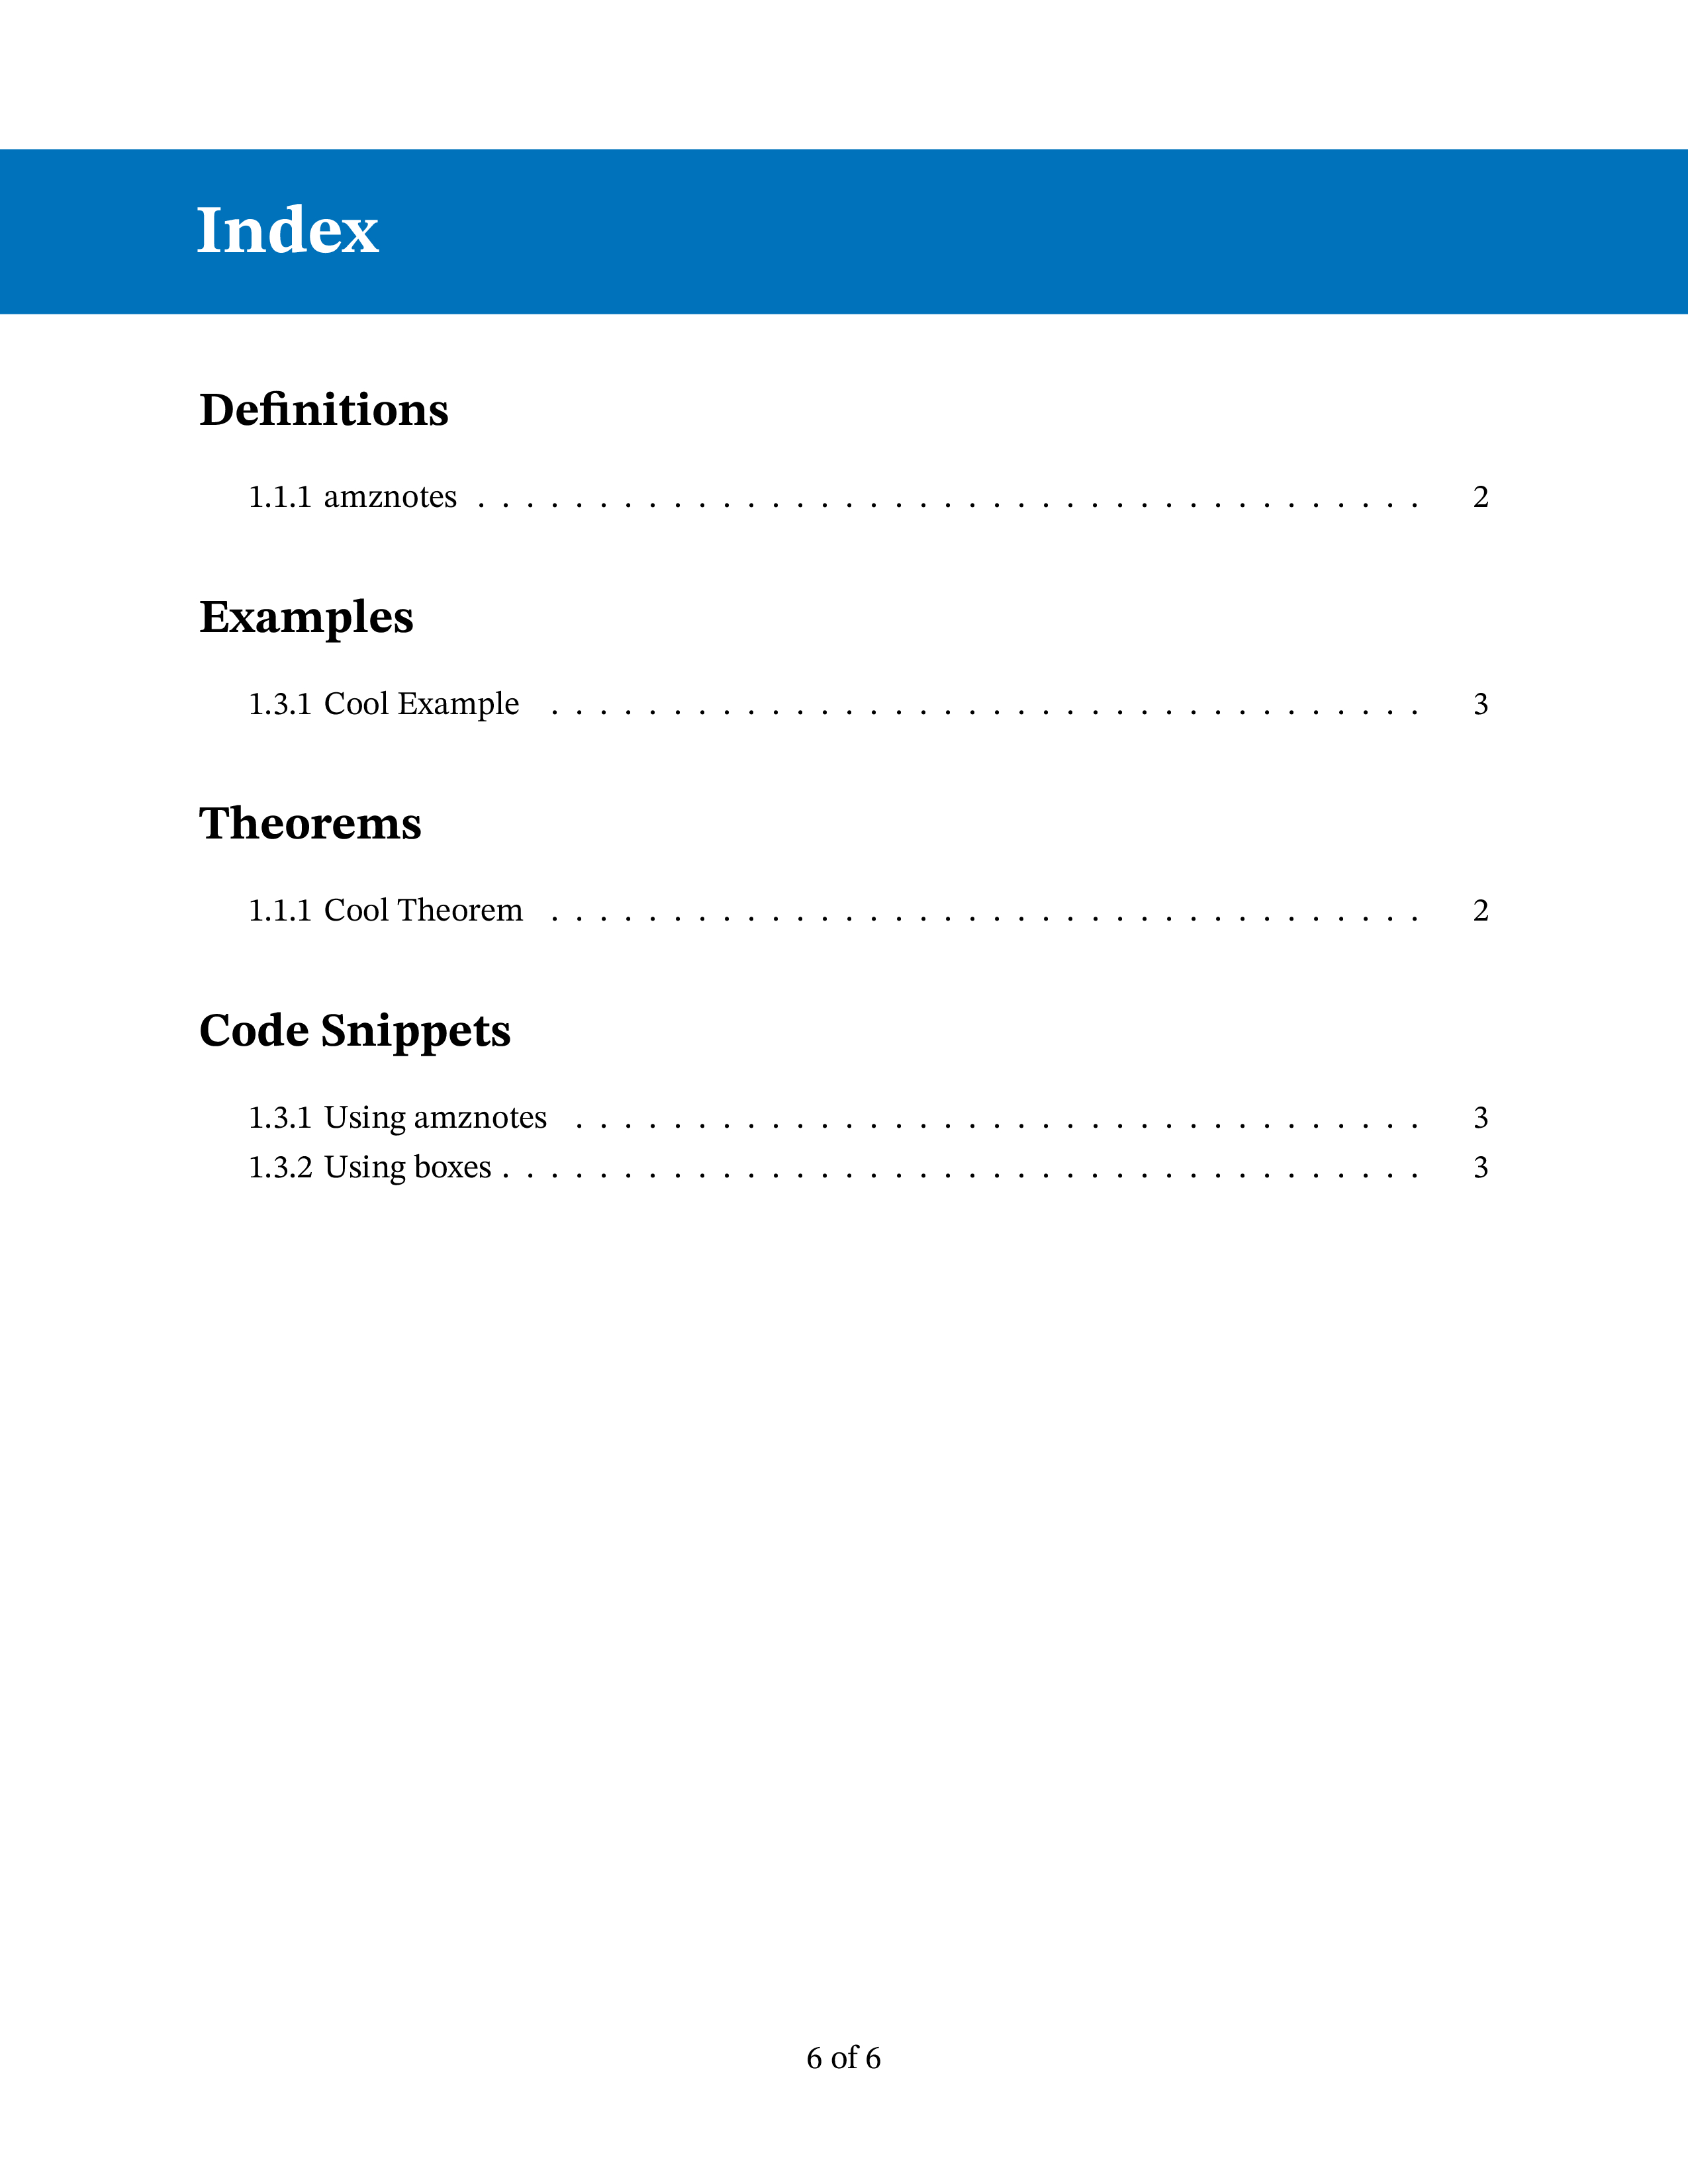 Index
Definitions
1.1.1 amznotes . . . . . . . . . . . . . . . . . . . . . . . . . . . . . . . . . . . . . . . 2
Examples
1.3.1 Cool Example . . . . . . . . . . . . . . . . . . . . . . . . . . . . . . . . . . . . 3
Theorems
1.1.1 Cool Theorem . . . . . . . . . . . . . . . . . . . . . . . . . . . . . . . . . . . . 2
Code Snippets
1.3.1 Using amznotes . . . . . . . . . . . . . . . . . . . . . . . . . . . . . . . . . . . 3
1.3.2 Using boxes . . . . . . . . . . . . . . . . . . . . . . . . . . . . . . . . . . . . . . 3
6 of 6